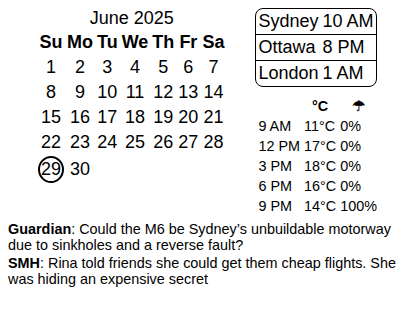 June 2025
Su Mo Tu We Th Fr Sa
1 2 3 4 5 6 7
8 9 10 11 12 13 14
15 16 17 18 19 20 21
22 23 24 25 26 27 28
29 30
Sydney 10 AM
Ottawa 8 PM
London 1 AM
°C ☂
9 AM 11°C 0%
12 PM 17°C 0%
3 PM 18°C 0%
6 PM 16°C 0%
9 PM 14°C 100%
Guardian: Could the M6 be Sydney’s unbuildable motorway
due to sinkholes and a reverse fault?
SMH: Rina told friends she could get them cheap flights. She
was hiding an expensive secret